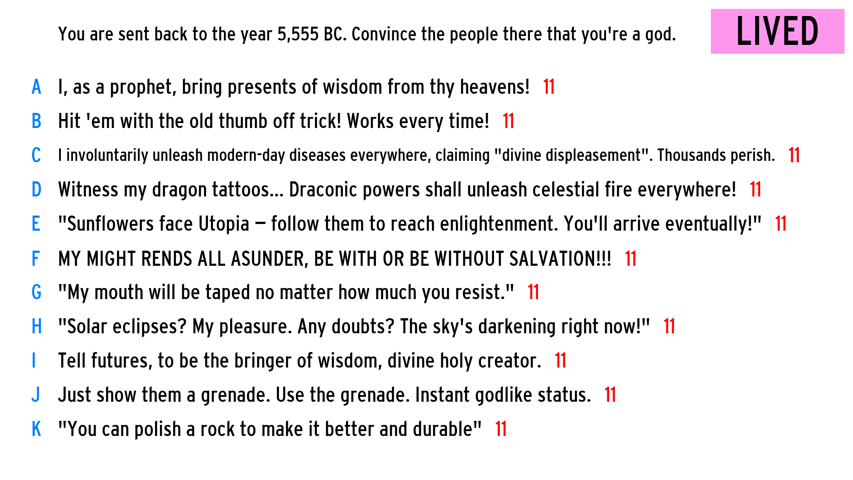 You are sent back to the year 5,555 BC. Convince the people there that you're a god.
LIVED
A I, as a prophet, bring presents of wisdom from thy heavens! 11
B Hit 'em with the old thumb off trick! Works every time! 11
C I involuntarily unleash modern-day diseases everywhere, claiming "divine displeasement". Thousands perish. 11
D Witness my dragon tattoos... Draconic powers shall unleash celestial fire everywhere! 11
E "Sunflowers face Utopia – follow them to reach enlightenment. You'll arrive eventually!" 11
F MY MIGHT RENDS ALL ASUNDER, BE WITH OR BE WITHOUT SALVATION!!! 11
G "My mouth will be taped no matter how much you resist." 11
H "Solar eclipses? My pleasure. Any doubts? The sky's darkening right now!" 11
I Tell futures, to be the bringer of wisdom, divine holy creator. 11
J Just show them a grenade. Use the grenade. Instant godlike status. 11
K "You can polish a rock to make it better and durable" 11